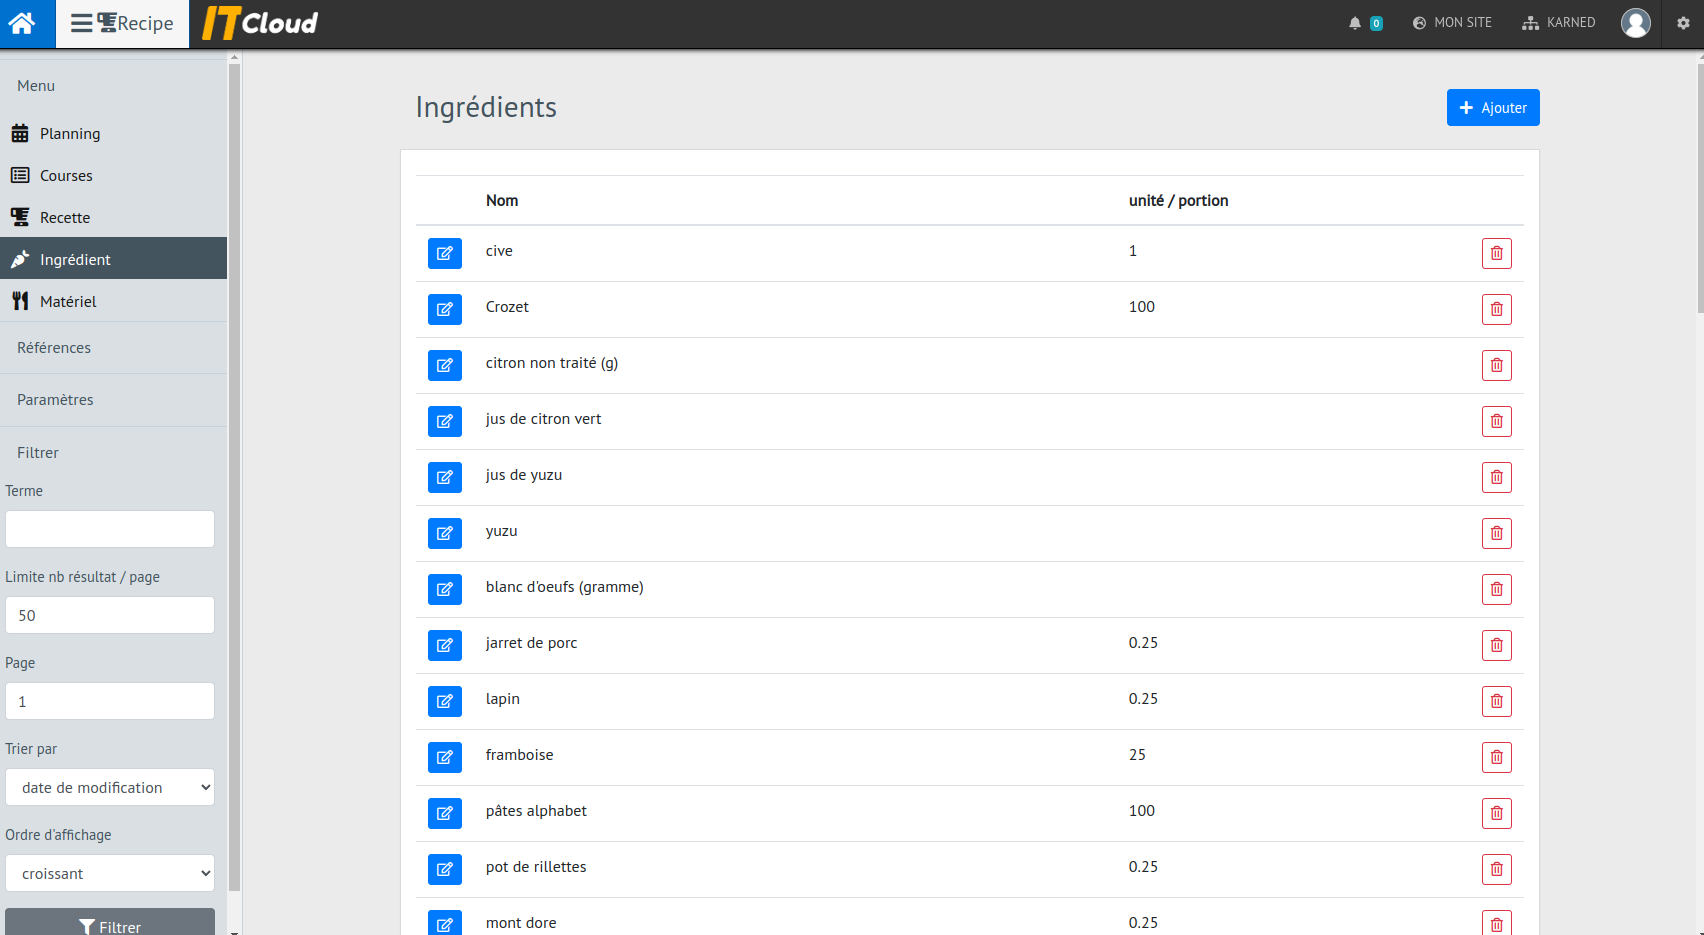 Recipe
ITCloud
0
MON SITE
KARNED
Menu
Planning
Courses
Recette
Ingrédient
Matériel
Références
Paramètres
Filtrer
Terme
Limite nb résultat / page
50
Page
1
Trier par
date de modification
Ordre d'affichage
croissant
Filtrer
Ingrédients
Ajouter
Nom unité / portion
cive 1
Crozet 100
citron non traité (g)
jus de citron vert
jus de yuzu
yuzu
blanc d'oeufs (gramme)
jarret de porc 0.25
lapin 0.25
framboise 25
pâtes alphabet 100
pot de rillettes 0.25
mont dore 0.25